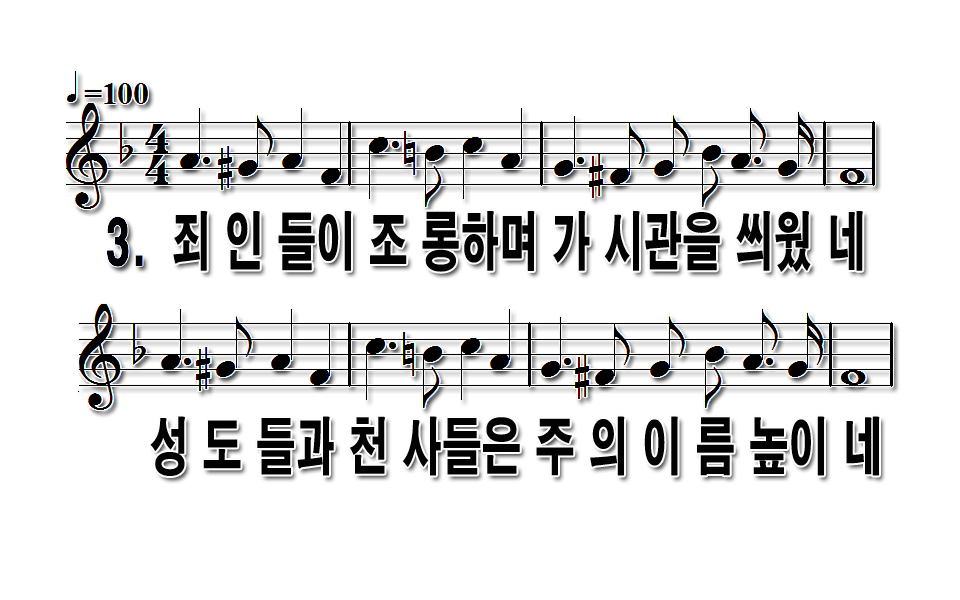 ♩=100
3. 죄 인 들이 조 롱하며 가 시관을 씌웠 네
성 도 들과 천 사들은 주 의 이 름 높이 네